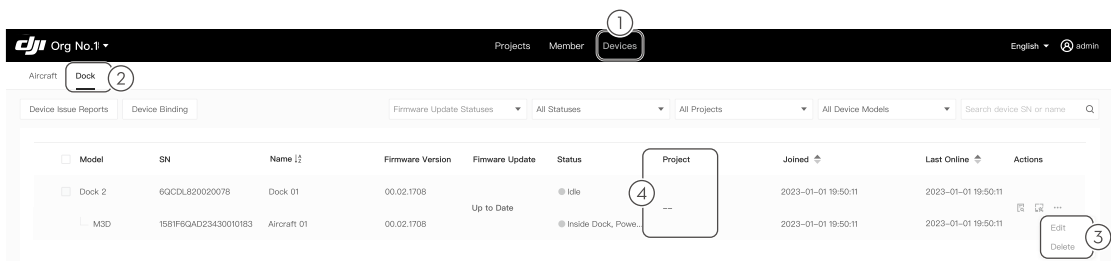 1
dji Org No.1 Projects Member Devices English admin
Aircraft Dock 2
Device Issue Reports Device Binding Firmware Update Statuses All Statuses All Projects All Device Models Search device SN or name
Model SN Name Firmware Version Firmware Update Status Project Joined Last Online Actions
Dock 2 6QCDL820020078 Dock 01 00.02.1708 Idle 4 2023-01-01 19:50:11 2023-01-01 19:50:11
Up to Date -- ...
M3D 1581F6QAD23430010183 Aircraft 01 00.02.1708 Inside Dock, Powe... 2023-01-01 19:50:11 2023-01-01 19:50:11
Edit
Delete 3